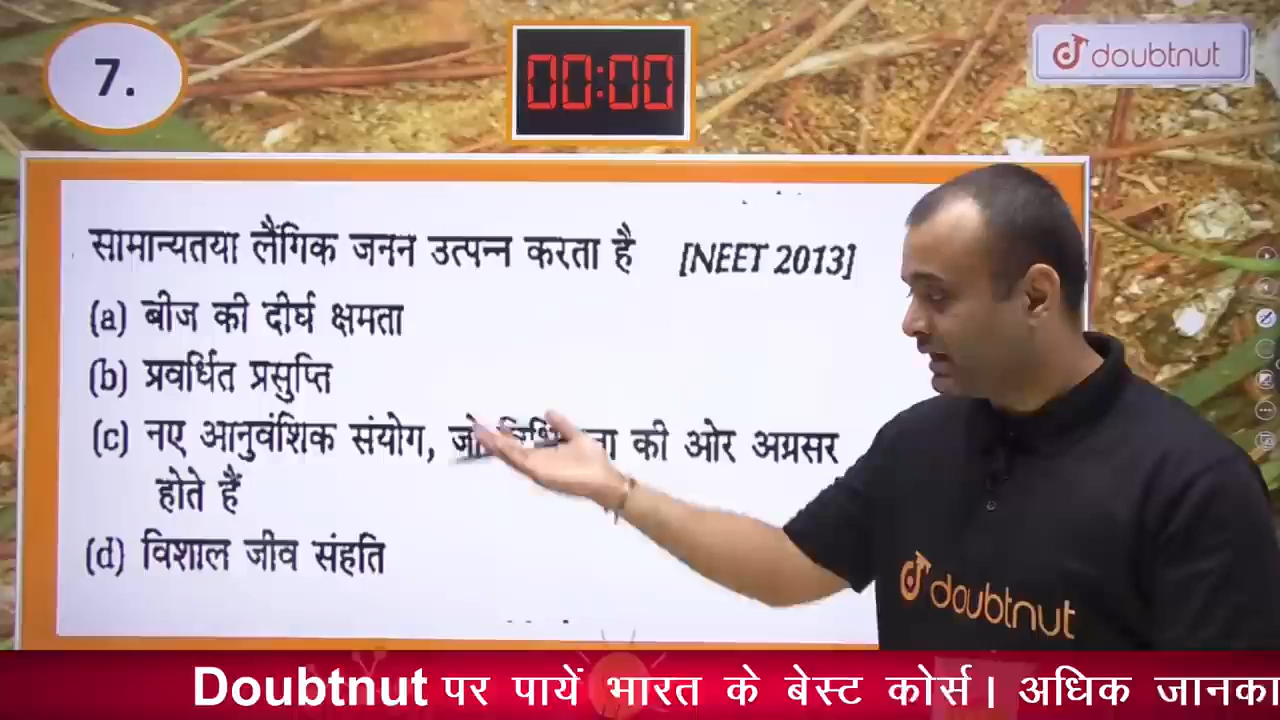 7.
00:00
doubtnut
सामान्यतया लैंगिक जनन उत्पन्न करता है [NEET 2013]
(a) बीज की दीर्घ क्षमता
(b) प्रवर्धित प्रसुप्ति
(c) नए आनुवंशिक संयोग, जो की ओर अग्रसर
होते हैं
(d) विशाल जीव संहति
doubtnut
Doubtnut पर पायें भारत के बेस्ट कोर्स। अधिक